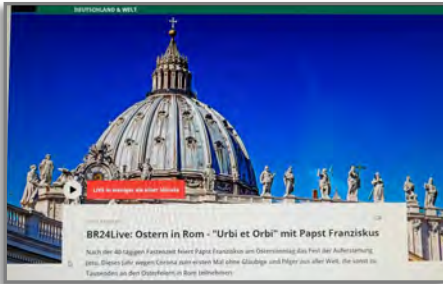 DEUTSCHLAND & WELT
LIVE in weniger als einer Minute
BR24Live: Ostern in Rom - "Urbi et Orbi" mit Papst Franziskus
Nach der 40-tägigen Fastenzeit feiert Papst Franziskus am Ostersonntag das Fest der Auferstehung
Jesu. Dieses Jahr wegen Corona zum ersten Mal ohne Gläubige und Pilger aus aller Welt, die sonst zu
Tausenden an den Osterfeiern in Rom teilnehmen.